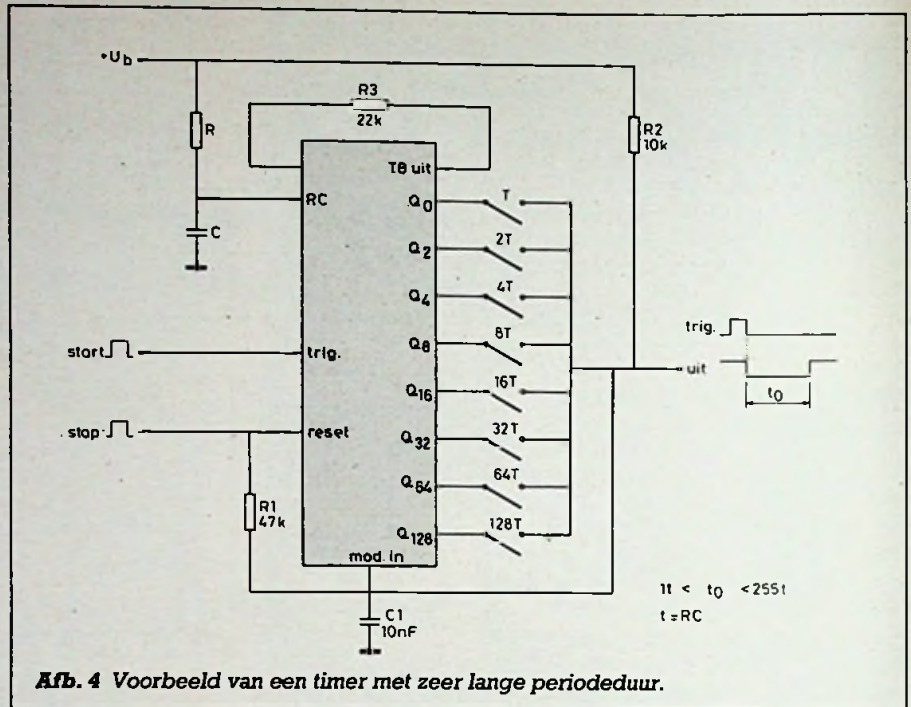 +Ub
R
R3
22k
R2
10k
TB uit
RC
C
Q0
T
Q2
2T
Q4
4T
Q8
8T
trig.
uit
t0
start
trig.
Q16
16T
stop
reset
Q32
32T
Q64
64T
R1
47k
Q128
128T
mod. in
C1
10nF
1t < t0 < 255t
t = RC
Afb. 4 Voorbeeld van een timer met zeer lange periodeduur.